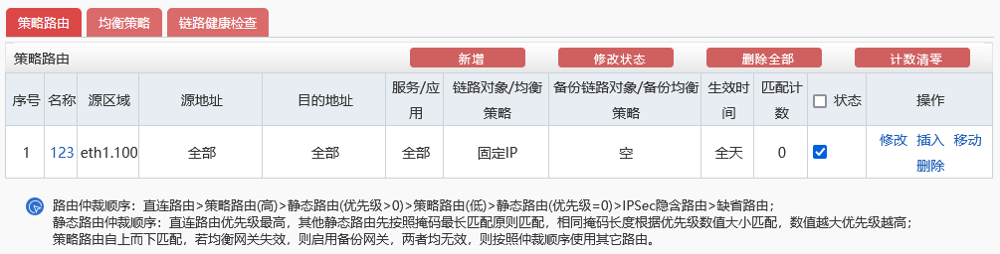 策略路由 均衡策略 链路健康检查
策略路由 新增 修改状态 删除全部 计数清零
序号 名称 源区域 源地址 目的地址 服务/应用 链路对象/均衡策略 备份链路对象/备份均衡策略 生效时间 匹配计数 状态 操作
1 123 eth1.100 全部 全部 全部 固定IP 空 全天 0 修改 插入 移动 删除
路由仲裁顺序：直连路由>策略路由(高)>静态路由(优先级>0)>策略路由(低)>静态路由(优先级=0)>IPSec隐含路由>缺省路由；
静态路由仲裁顺序：直连路由优先级最高，其他静态路由先按照掩码最长匹配原则匹配，相同掩码长度根据优先级数值大小匹配，数值越大优先级越高；
策略路由自上而下匹配，若均衡网关失效，则启用备份网关，两者均无效，则按照仲裁顺序使用其它路由。